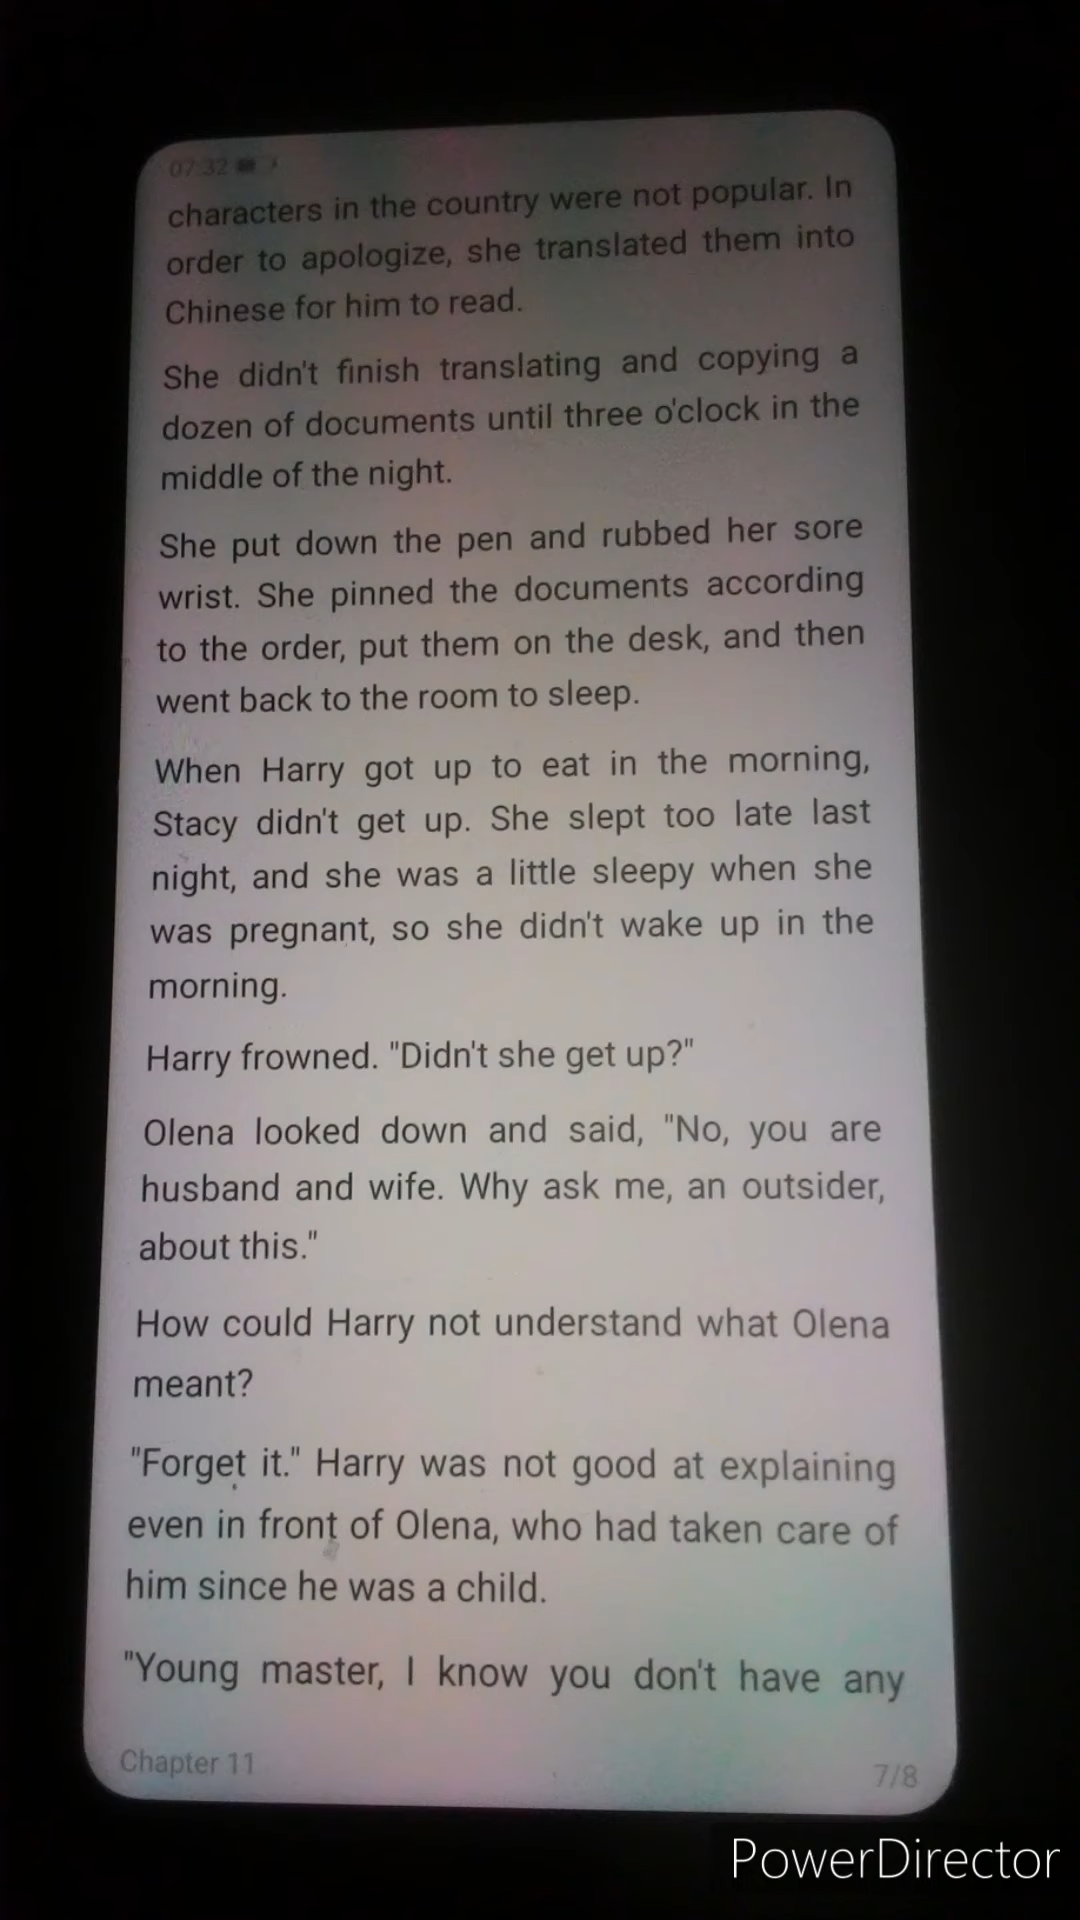 07:32
characters in the country were not popular. In
order to apologize, she translated them into
Chinese for him to read.
She didn't finish translating and copying a
dozen of documents until three o'clock in the
middle of the night.
She put down the pen and rubbed her sore
wrist. She pinned the documents according
to the order, put them on the desk, and then
went back to the room to sleep.
When Harry got up to eat in the morning,
Stacy didn't get up. She slept too late last
night, and she was a little sleepy when she
was pregnant, so she didn't wake up in the
morning.
Harry frowned. "Didn't she get up?"
Olena looked down and said, "No, you are
husband and wife. Why ask me, an outsider,
about this."
How could Harry not understand what Olena
meant?
"Forget it." Harry was not good at explaining
even in front of Olena, who had taken care of
him since he was a child.
"Young master, I know you don't have any
Chapter 11
7/8
PowerDirector